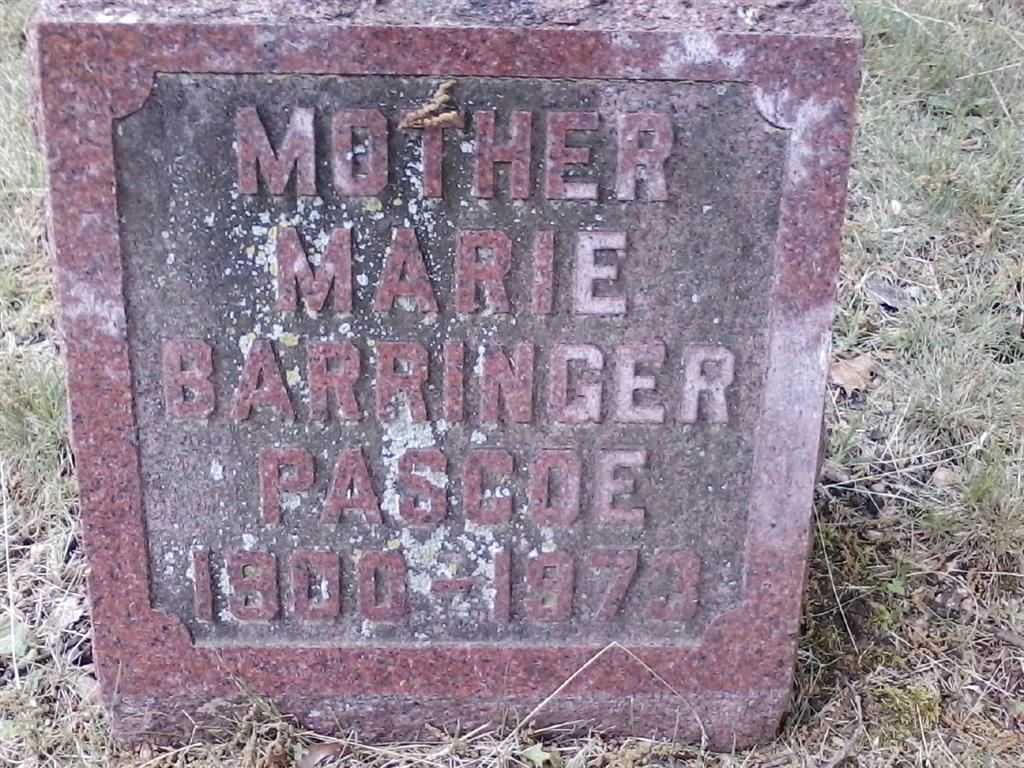 MOTHER
MARIE
BARRINGER
PASCOE
1900-1973